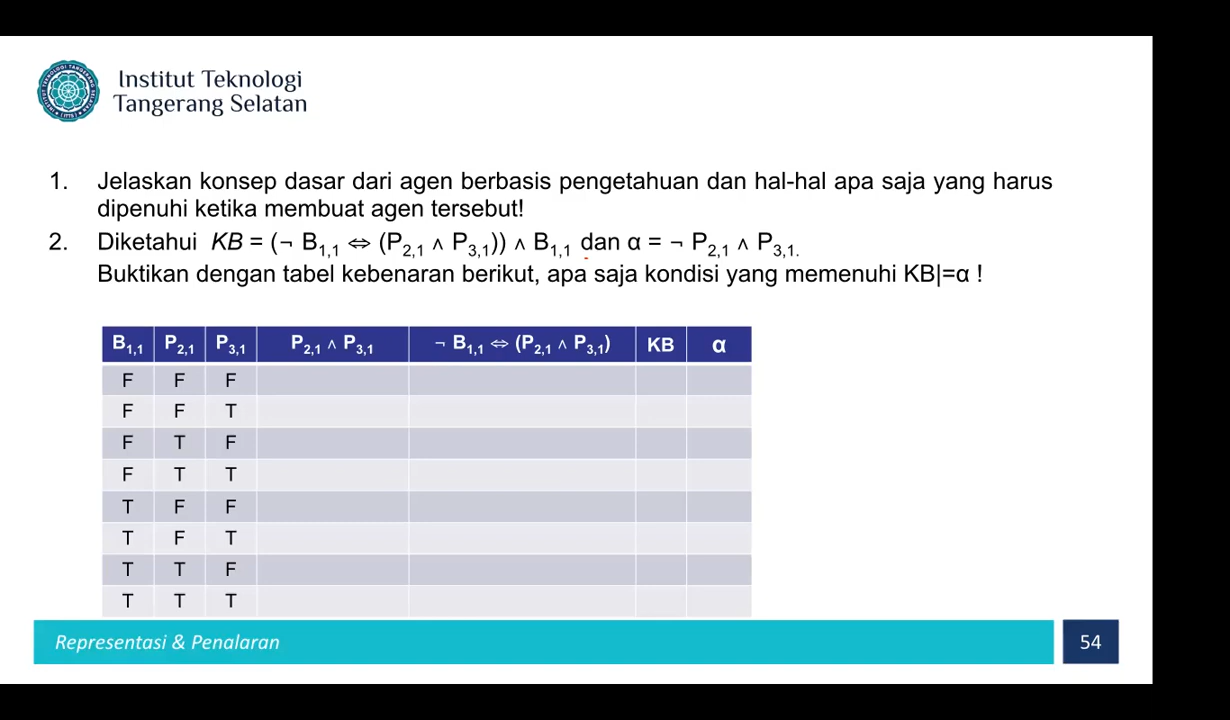 Institut Teknologi
Tangerang Selatan
1. Jelaskan konsep dasar dari agen berbasis pengetahuan dan hal-hal apa saja yang harus
dipenuhi ketika membuat agen tersebut!
2. Diketahui KB = (¬ B1,1 ⇔ (P2,1 ∧ P3,1)) ∧ B1,1 dan α = ¬ P2,1 ∧ P3,1.
Buktikan dengan tabel kebenaran berikut, apa saja kondisi yang memenuhi KB|=α !
B1,1 P2,1 P3,1 P2,1 ∧ P3,1 ¬ B1,1 ⇔ (P2,1 ∧ P3,1) KB α
F F F
F F T
F T F
F T T
T F F
T F T
T T F
T T T
Representasi & Penalaran 54